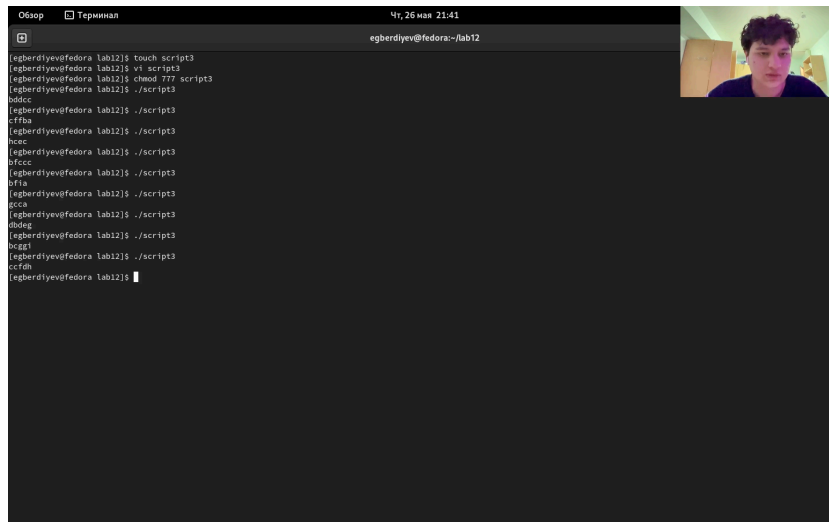 Обзор Терминал Чт, 26 мая 21:41
egberdiyev@fedora:~/lab12
[egberdiyev@fedora lab12]$ touch script3
[egberdiyev@fedora lab12]$ vi script3
[egberdiyev@fedora lab12]$ chmod 777 script3
[egberdiyev@fedora lab12]$ ./script3
bddcc
[egberdiyev@fedora lab12]$ ./script3
cffba
[egberdiyev@fedora lab12]$ ./script3
hcec
[egberdiyev@fedora lab12]$ ./script3
bfccc
[egberdiyev@fedora lab12]$ ./script3
bfia
[egberdiyev@fedora lab12]$ ./script3
gcca
[egberdiyev@fedora lab12]$ ./script3
dbdeg
[egberdiyev@fedora lab12]$ ./script3
bcggi
[egberdiyev@fedora lab12]$ ./script3
ccfdh
[egberdiyev@fedora lab12]$